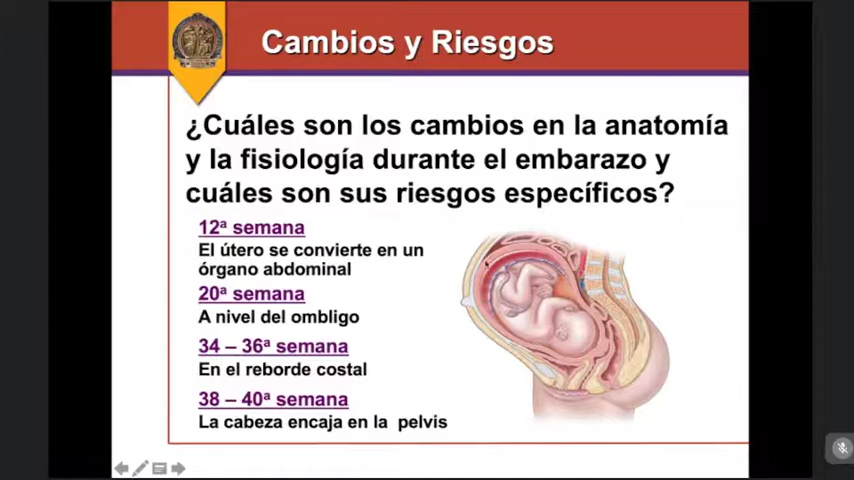 Cambios y Riesgos
¿Cuáles son los cambios en la anatomía
y la fisiología durante el embarazo y
cuáles son sus riesgos específicos?
12ª semana
El útero se convierte en un
órgano abdominal
20ª semana
A nivel del ombligo
34 – 36ª semana
En el reborde costal
38 – 40ª semana
La cabeza encaja en la pelvis